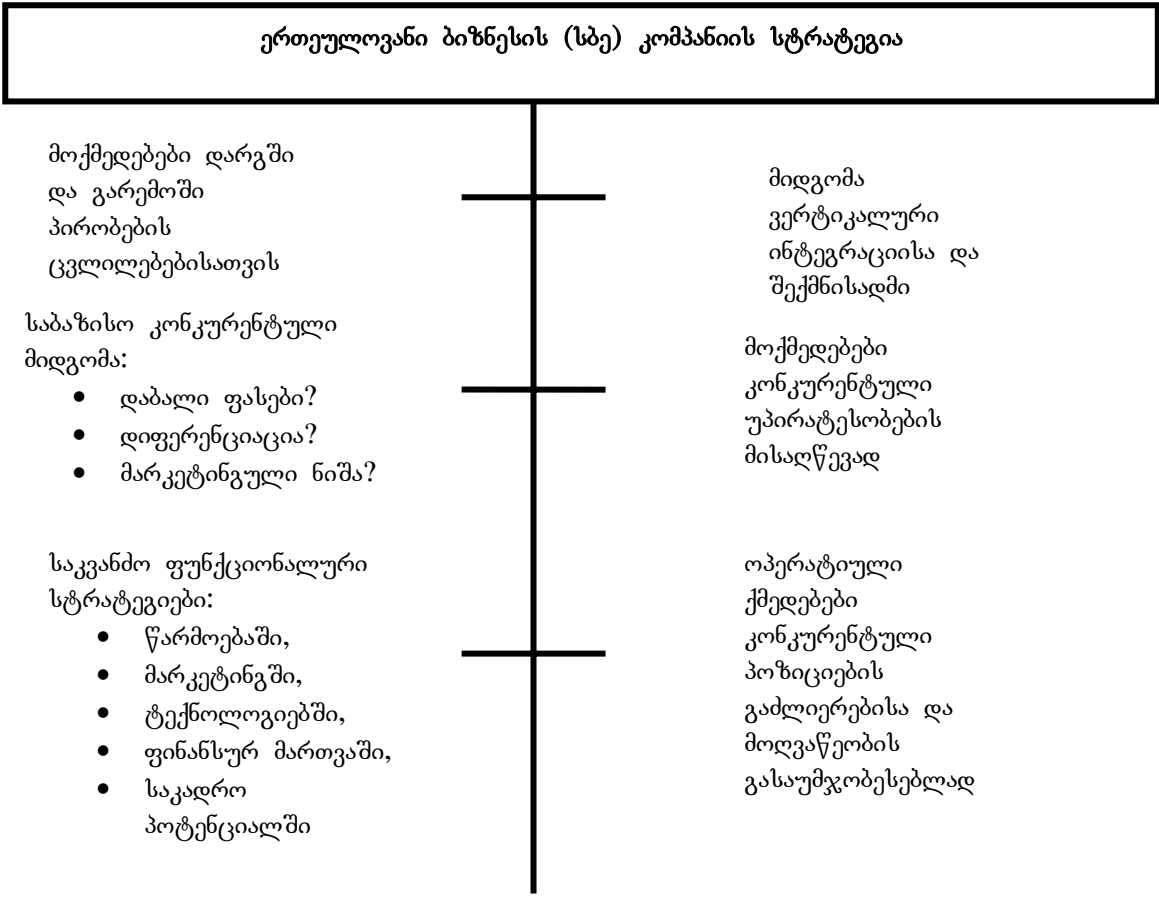 ერთეულოვანი ბიზნესის (სბე) კომპანიის სტრატეგია
მოქმედებები დარგში
და გარემოში
პირობების
ცვლილებებისათვის
საბაზისო კონკურენტული
მიდგომა:
• დაბალი ფასები?
• დიფერენციაცია?
• მარკეტინგული ნიშა?
საკვანძო ფუნქციონალური
სტრატეგიები:
• წარმოებაში,
• მარკეტინგში,
• ტექნოლოგიებში,
• ფინანსურ მართვაში,
• საკადრო
პოტენციალში
მიდგომა
ვერტიკალური
ინტეგრაციისა და
შექმნისადმი
მოქმედებები
კონკურენტული
უპირატესობების
მისაღწევად
ოპერატიული
ქმედებები
კონკურენტული
პოზიციების
გაძლიერებისა და
მოღვაწეობის
გასაუმჯობესებლად